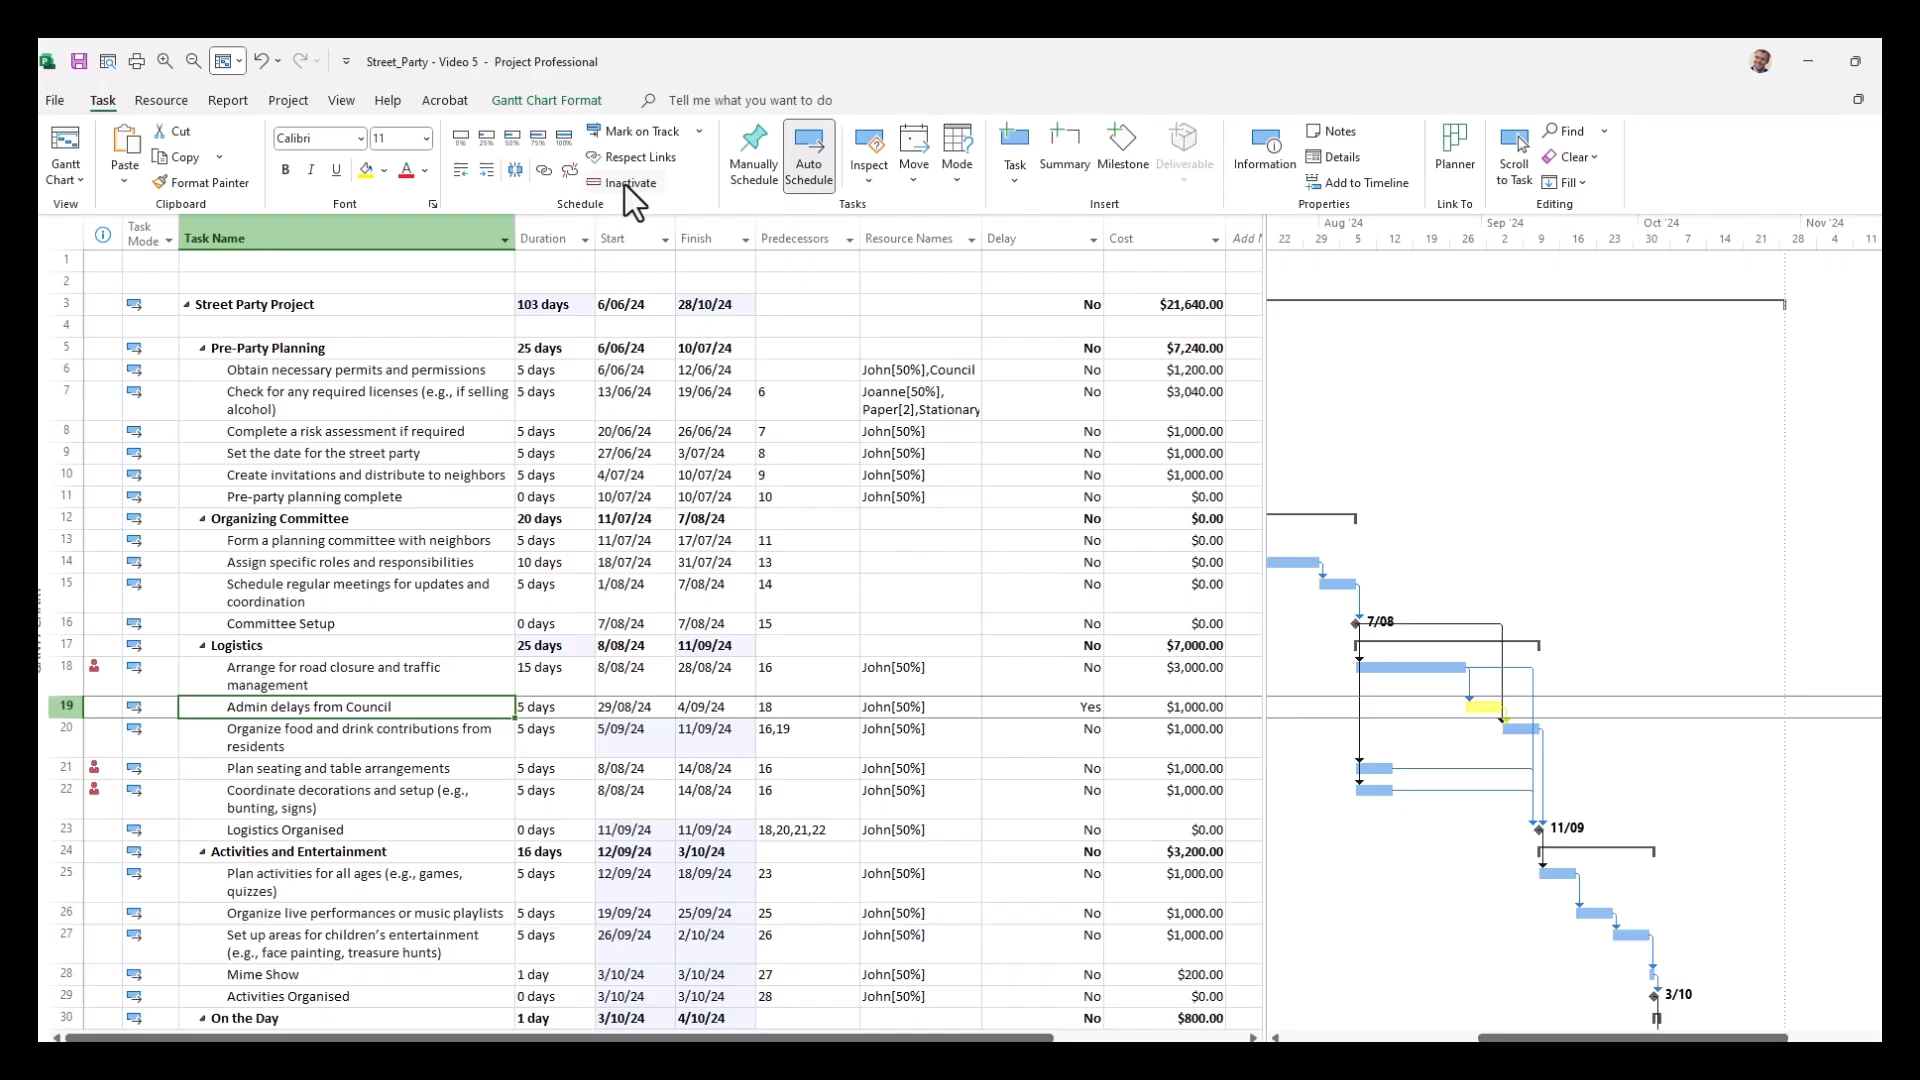 Street_Party - Video 5 - Project Professional
File Task Resource Report Project View Help Acrobat Gantt Chart Format Tell me what you want to do
Gantt Chart
View
Paste
Cut
Copy
Format Painter
Clipboard
Calibri 11
B I U A
Font
0% 25% 50% 75% 100%
Mark on Track
Respect Links
Inactivate
Schedule
Manually Schedule
Auto Schedule
Inspect
Move
Mode
Tasks
Task
Summary
Milestone
Deliverable
Insert
Information
Notes
Details
Add to Timeline
Properties
Planner
Link To
Scroll to Task
Find
Clear
Fill
Editing
Task Mode Task Name Duration Start Finish Predecessors Resource Names Delay Cost
Aug '24 Sep '24 Oct '24 Nov '24
22 29 5 12 19 26 2 9 16 23 30 7 14 21 28 4 11
1
2
3 Street Party Project 103 days 6/06/24 28/10/24 No $21,640.00
4
5 Pre-Party Planning 25 days 6/06/24 10/07/24 No $7,240.00
6 Obtain necessary permits and permissions 5 days 6/06/24 12/06/24 John[50%],Council No $1,200.00
7 Check for any required licenses (e.g., if selling 5 days 13/06/24 19/06/24 6 Joanne[50%], No $3,040.00
alcohol) Paper[2],Stationary
8 Complete a risk assessment if required 5 days 20/06/24 26/06/24 7 John[50%] No $1,000.00
9 Set the date for the street party 5 days 27/06/24 3/07/24 8 John[50%] No $1,000.00
10 Create invitations and distribute to neighbors 5 days 4/07/24 10/07/24 9 John[50%] No $1,000.00
11 Pre-party planning complete 0 days 10/07/24 10/07/24 10 John[50%] No $0.00
12 Organizing Committee 20 days 11/07/24 7/08/24 No $0.00
13 Form a planning committee with neighbors 5 days 11/07/24 17/07/24 11 No $0.00
14 Assign specific roles and responsibilities 10 days 18/07/24 31/07/24 13 No $0.00
15 Schedule regular meetings for updates and 5 days 1/08/24 7/08/24 14 No $0.00
coordination
16 Committee Setup 0 days 7/08/24 7/08/24 15 No $0.00 7/08
17 Logistics 25 days 8/08/24 11/09/24 No $7,000.00
18 Arrange for road closure and traffic 15 days 8/08/24 28/08/24 16 John[50%] No $3,000.00
management
19 Admin delays from Council 5 days 29/08/24 4/09/24 18 John[50%] Yes $1,000.00
20 Organize food and drink contributions from 5 days 5/09/24 11/09/24 16,19 John[50%] No $1,000.00
residents
21 Plan seating and table arrangements 5 days 8/08/24 14/08/24 16 John[50%] No $1,000.00
22 Coordinate decorations and setup (e.g., 5 days 8/08/24 14/08/24 16 John[50%] No $1,000.00
bunting, signs)
23 Logistics Organised 0 days 11/09/24 11/09/24 18,20,21,22 John[50%] No $0.00 11/09
24 Activities and Entertainment 16 days 12/09/24 3/10/24 No $3,200.00
25 Plan activities for all ages (e.g., games, 5 days 12/09/24 18/09/24 23 John[50%] No $1,000.00
quizzes)
26 Organize live performances or music playlists 5 days 19/09/24 25/09/24 25 John[50%] No $1,000.00
27 Set up areas for children's entertainment 5 days 26/09/24 2/10/24 26 John[50%] No $1,000.00
(e.g., face painting, treasure hunts)
28 Mime Show 1 day 3/10/24 3/10/24 27 John[50%] No $200.00
29 Activities Organised 0 days 3/10/24 3/10/24 28 John[50%] No $0.00 3/10
30 On the Day 1 day 3/10/24 4/10/24 No $800.00